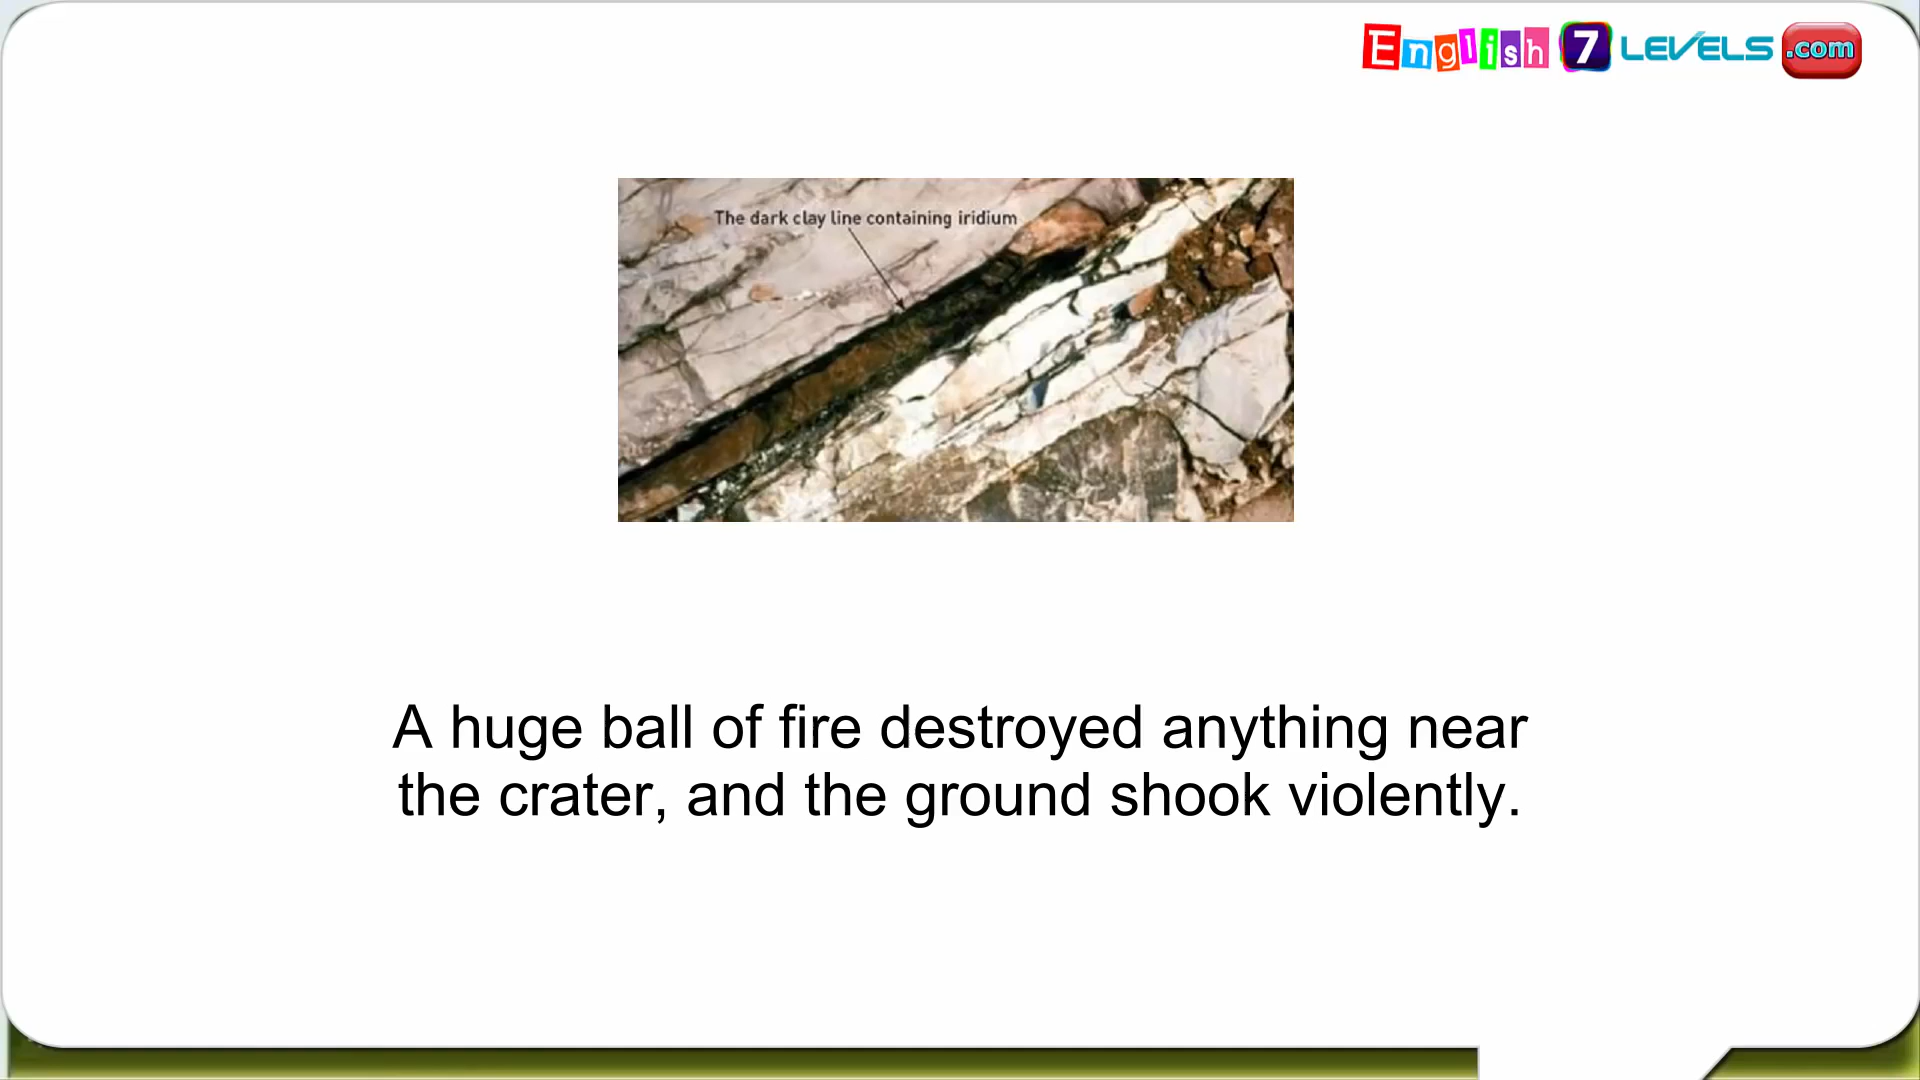 English 7 LEVELS .com
The dark clay line containing iridium
A huge ball of fire destroyed anything near
the crater, and the ground shook violently.